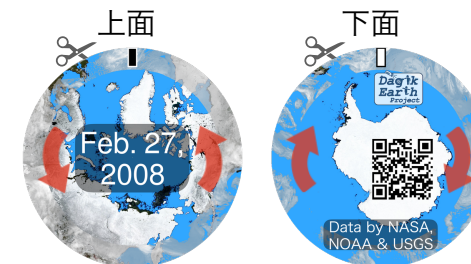 上面
下面
Feb. 27,
2008
Dagik
Earth
Project
Data by NASA,
NOAA & USGS